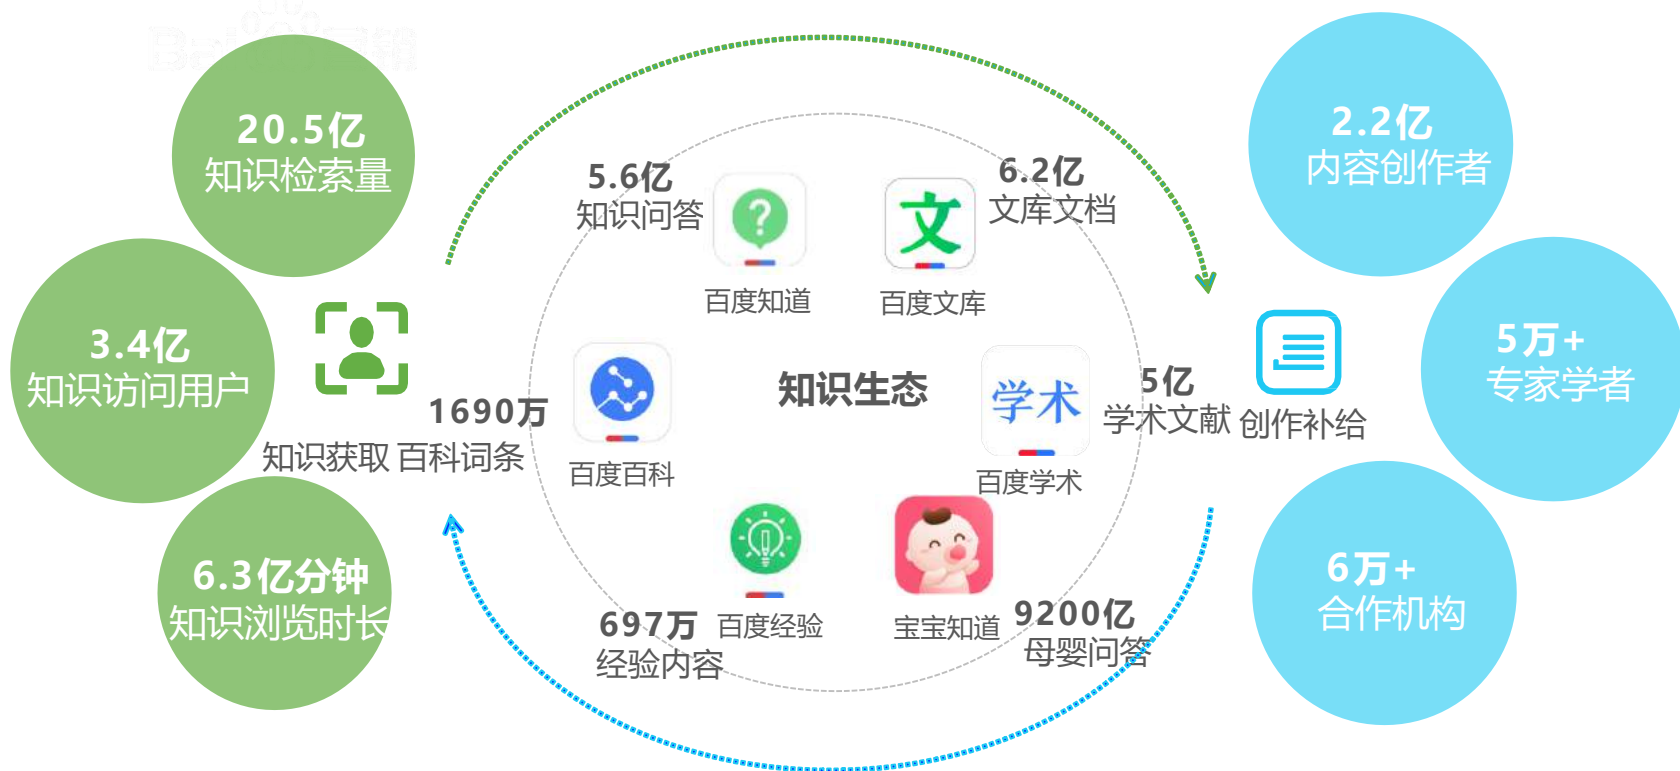 20.5亿
知识检索量
3.4亿
知识访问用户
6.3亿分钟
知识浏览时长
知识获取
1690万
百科词条
5.6亿
知识问答
百度知道
6.2亿
文库文档
文
百度文库
百度百科
知识生态
学术
百度学术
5亿
学术文献
697万
经验内容
百度经验
宝宝知道
9200亿
母婴问答
创作补给
2.2亿
内容创作者
5万+
专家学者
6万+
合作机构